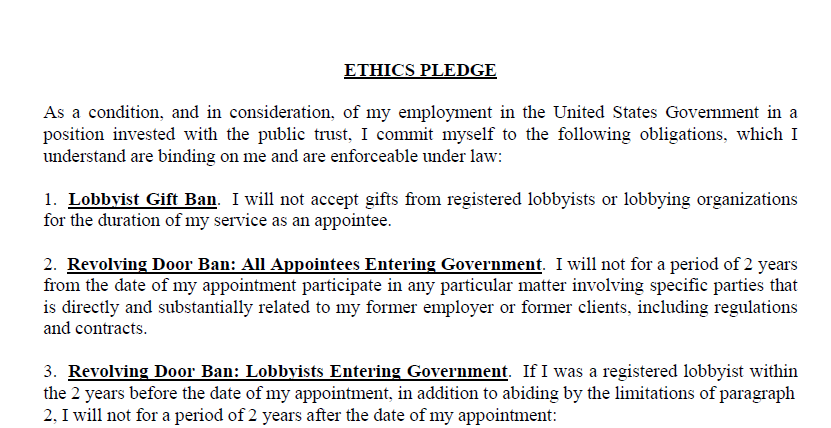 ETHICS PLEDGE
As a condition, and in consideration, of my employment in the United States Government in a
position invested with the public trust, I commit myself to the following obligations, which I
understand are binding on me and are enforceable under law:
1. Lobbyist Gift Ban. I will not accept gifts from registered lobbyists or lobbying organizations
for the duration of my service as an appointee.
2. Revolving Door Ban: All Appointees Entering Government. I will not for a period of 2 years
from the date of my appointment participate in any particular matter involving specific parties that
is directly and substantially related to my former employer or former clients, including regulations
and contracts.
3. Revolving Door Ban: Lobbyists Entering Government. If I was a registered lobbyist within
the 2 years before the date of my appointment, in addition to abiding by the limitations of paragraph
2, I will not for a period of 2 years after the date of my appointment: